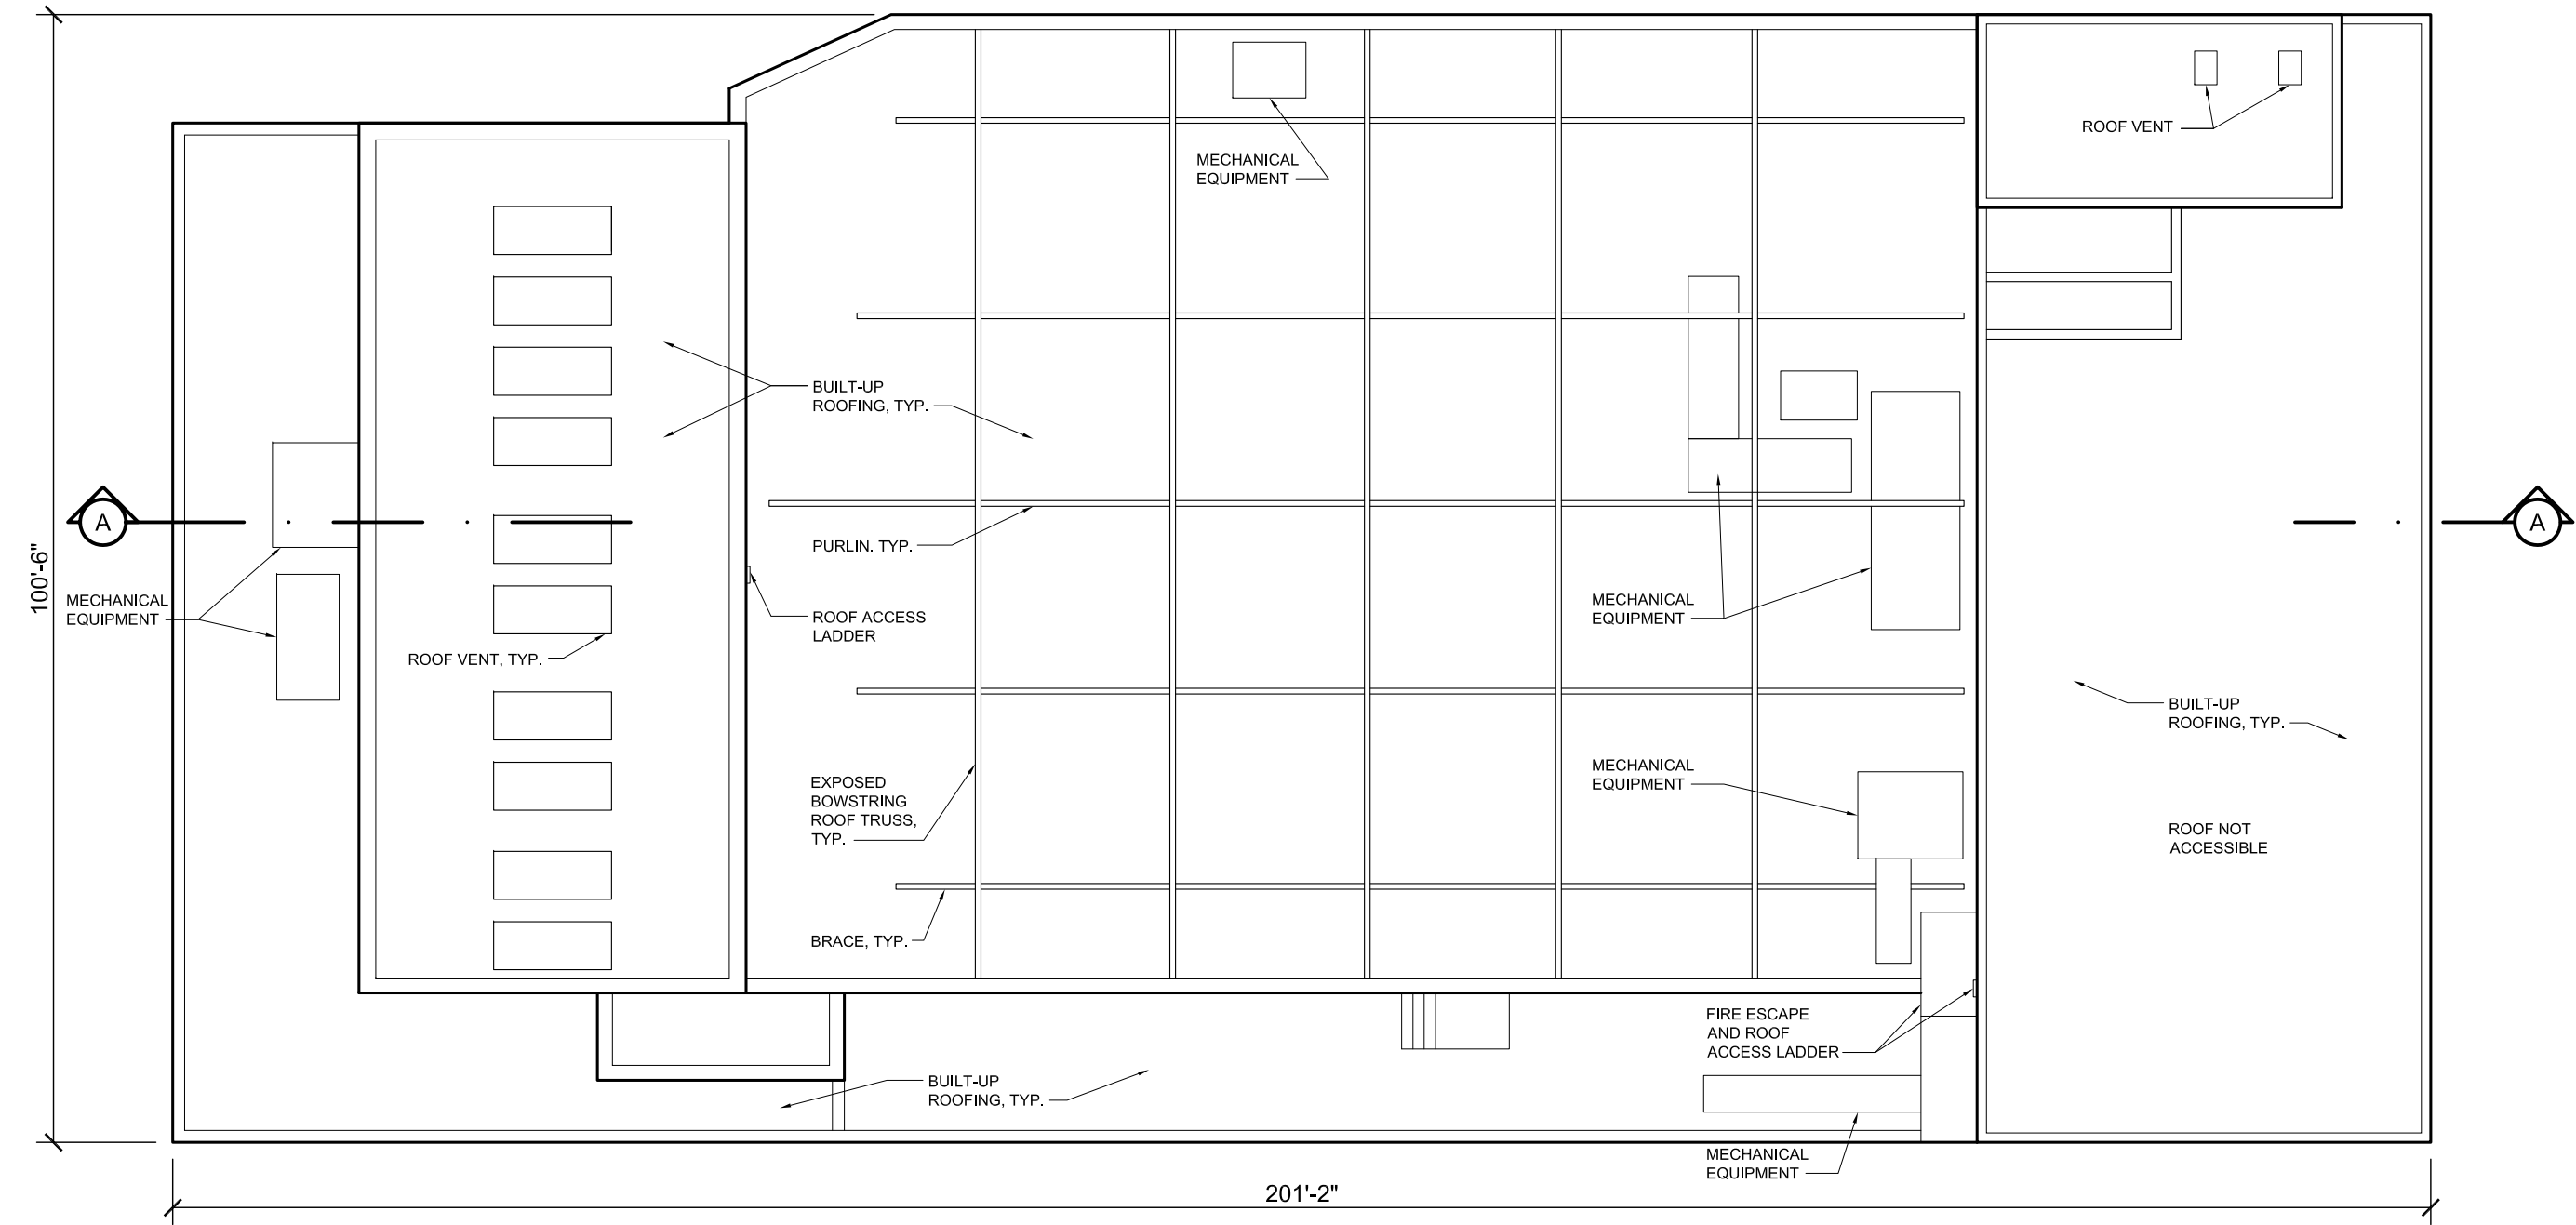 ROOF VENT
MECHANICAL
EQUIPMENT
BUILT-UP
ROOFING, TYP.
A
A
PURLIN. TYP.
100'-6"
MECHANICAL
EQUIPMENT
ROOF ACCESS
LADDER
MECHANICAL
EQUIPMENT
ROOF VENT, TYP.
BUILT-UP
ROOFING, TYP.
EXPOSED
BOWSTRING
ROOF TRUSS,
TYP.
MECHANICAL
EQUIPMENT
ROOF NOT
ACCESSIBLE
BRACE, TYP.
FIRE ESCAPE
AND ROOF
ACCESS LADDER
BUILT-UP
ROOFING, TYP.
MECHANICAL
EQUIPMENT
201'-2"